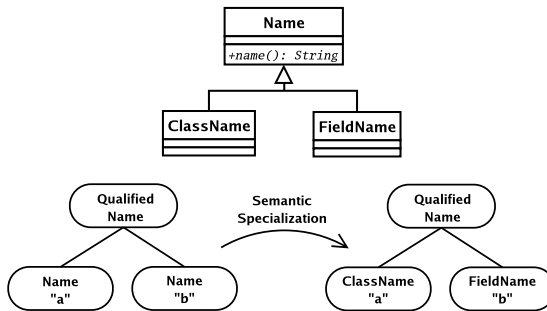 Name
+name(): String
ClassName
FieldName
Qualified
Name
Name
"a"
Name
"b"
Semantic
Specialization
Qualified
Name
ClassName
"a"
FieldName
"b"